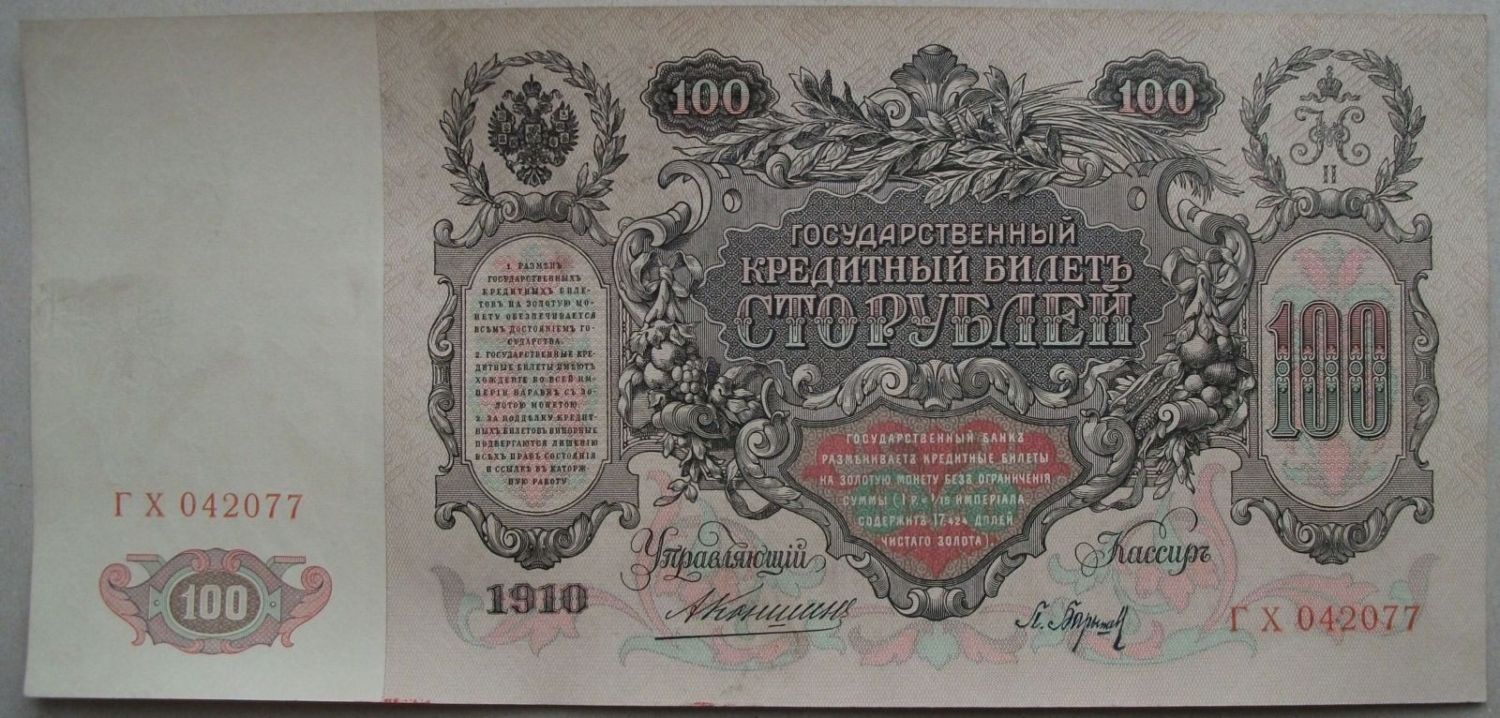 100
100
II
ГОСУДАРСТВЕННЫЙ
КРЕДИТНЫЙ БИЛЕТЪ
СТО РУБЛЕЙ
1. РАЗМѢНЪ
ГОСУДАРСТВЕННЫХЪ
КРЕДИТНЫХЪ БИЛЕ-
ТОВЪ НА ЗОЛОТУЮ МО-
НЕТУ ОБЕЗПЕЧИВАЕТСЯ
ВСѢМЪ ДОСТОЯНІЕМЪ ГО-
СУДАРСТВА.
2. ГОСУДАРСТВЕННЫЕ КРЕ-
ДИТНЫЕ БИЛЕТЫ ИМѢЮТЪ
ХОЖДЕНІЕ ВО ВСЕЙ ИМ-
ПЕРІИ НАРАВНѢ СЪ ЗО-
ЛОТОЮ МОНЕТОЮ.
3. ЗА ПОДДѢЛКУ КРЕДИТ-
НЫХЪ БИЛЕТОВЪ ВИНОВНЫЕ
ПОДВЕРГАЮТСЯ ЛИШЕНІЮ
ВСѢХЪ ПРАВЪ СОСТОЯНІЯ
И ССЫЛКѢ ВЪ КАТОРЖ-
НУЮ РАБОТУ
100
ГОСУДАРСТВЕННЫЙ БАНКЪ
РАЗМѢНИВАЕТЪ КРЕДИТНЫЕ БИЛЕТЫ
НА ЗОЛОТУЮ МОНЕТУ БЕЗЪ ОГРАНИЧЕНІЯ
СУММЫ (1 Р. = 1/15 ИМПЕРІАЛА,
СОДЕРЖИТЪ 17,424 ДОЛЕЙ
ЧИСТАГО ЗОЛОТА).
ГХ 042077
100
Управляющій
Кассиръ
1910
АКоншинъ
ГХ 042077